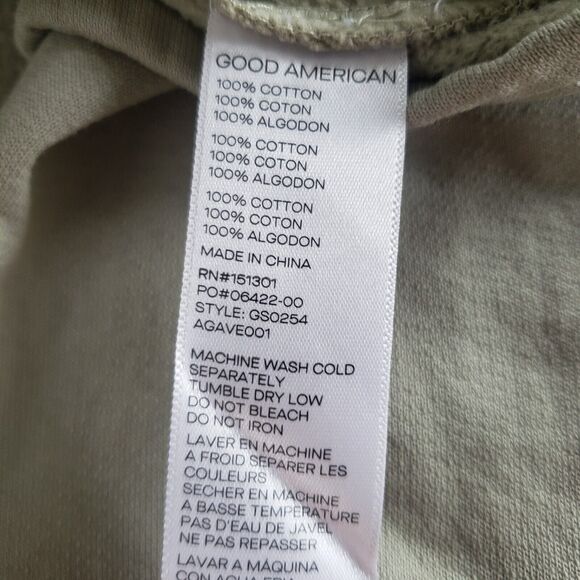 GOOD AMERICAN
100% COTTON
100% COTON
100% ALGODON
100% COTTON
100% COTON
100% ALGODON
100% COTTON
100% COTON
100% ALGODON
MADE IN CHINA
RN#151301
PO#06422-00
STYLE: GS0254
AGAVE001
MACHINE WASH COLD
SEPARATELY
TUMBLE DRY LOW
DO NOT BLEACH
DO NOT IRON
LAVER EN MACHINE
A FROID SEPARER LES
COULEURS
SECHER EN MACHINE
A BASSE TEMPÉRATURE
PAS D'EAU DE JAVEL
NE PAS REPASSER
LAVAR A MÁQUINA
CON AGUA